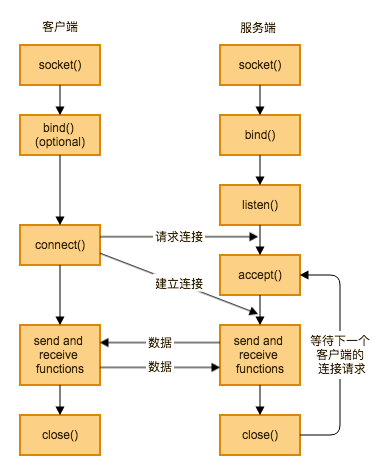 客户端
服务端
socket()
socket()
bind()
(optional)
bind()
listen()
connect()
请求连接
accept()
建立连接
send and
receive
functions
数据
数据
send and
receive
functions
等待下一个
客户端的
连接请求
close()
close()